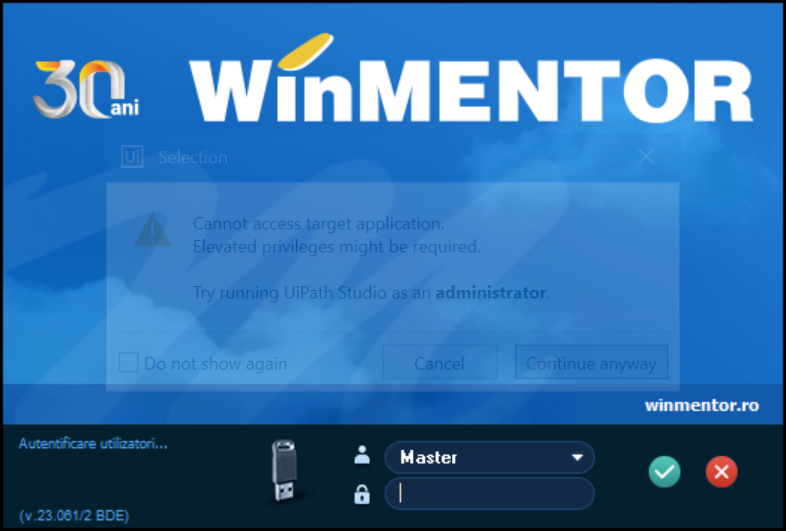 30 ani
WinMENTOR
Ui Selection
Cannot access target application.
Elevated privileges might be required.
Try running UiPath Studio as an administrator.
Do not show again
Cancel
Continue anyway
winmentor.ro
Autentificare utilizatori...
Master
(v.23.061/2 BDE)